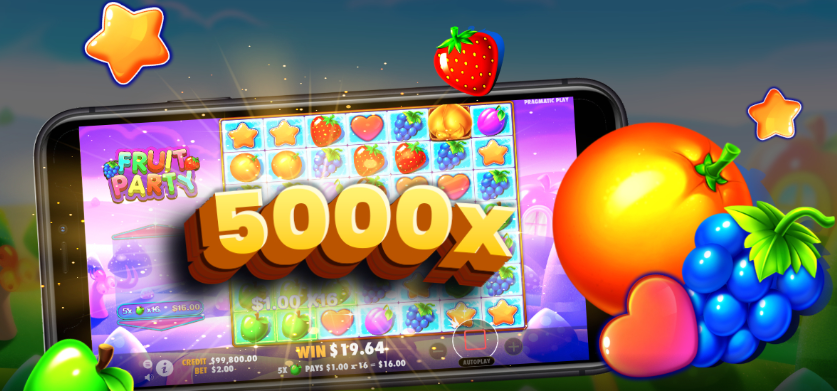 PRAGMATIC PLAY
FRUIT
PARTY
5000x
5x x16 = $16.00
$1.00 x16
CREDIT $99,800.00
BET $2.00
WIN $19.64
5X PAYS $1.00 x 16 = $16.00
AUTOPLAY